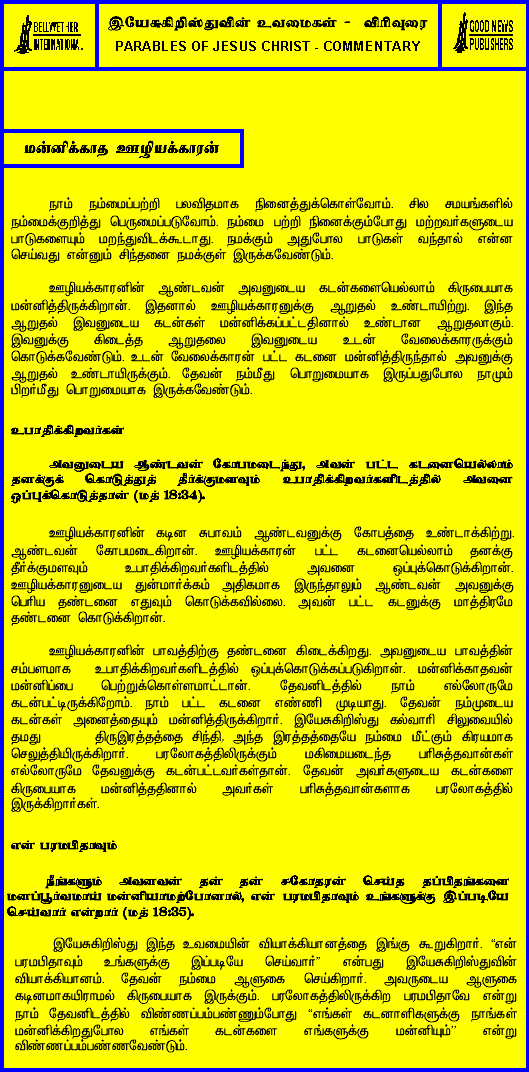 BELLWETHER
INTERNATIONAL
இயேசுகிறிஸ்துவின் உவமைகள் - விரிவுரை
PARABLES OF JESUS CHRIST - COMMENTARY
GOOD NEWS
PUBLISHERS
மன்னிக்காத ஊழியக்காரன்
நாம் நம்மைப்பற்றி பலவிதமாக நினைத்துக்கொள்வோம். சில சமயங்களில்
நம்மைக்குறித்து பெருமைப்படுவோம். நம்மை பற்றி நினைக்கும்போது மற்றவர்களுடைய
பாடுகளையும் மறந்துவிடக்கூடாது. நமக்கும் அதுபோல பாடுகள் வந்தால் என்ன
செய்வது என்னும் சிந்தனை நமக்குள் இருக்கவேண்டும்.
ஊழியக்காரனின் ஆண்டவன் அவனுடைய கடன்களையெல்லாம் கிருபையாக
மன்னித்திருக்கிறான். இதனால் ஊழியக்காரனுக்கு ஆறுதல் உண்டாயிற்று. இந்த
ஆறுதல் இவனுடைய கடன்கள் மன்னிக்கப்பட்டதினால் உண்டான ஆறுதலாகும்.
இவனுக்கு கிடைத்த ஆறுதலை இவனுடைய உடன் வேலைக்காரருக்கும்
கொடுக்கவேண்டும். உடன் வேலைக்காரன் பட்ட கடனை மன்னித்திருந்தால் அவனுக்கு
ஆறுதல் உண்டாயிருக்கும். தேவன் நம்மீது பொறுமையாக இருப்பதுபோல நாமும்
பிறர்மீது பொறுமையாக இருக்கவேண்டும்.
உபாதிக்கிறவர்கள்
அவனுடைய ஆண்டவன் கோபமடைந்து, அவன் பட்ட கடனையெல்லாம்
தனக்குக் கொடுத்துத் தீர்க்குமளவும் உபாதிக்கிறவர்களிடத்தில் அவனை
ஒப்புக்கொடுத்தான் (மத் 18:34).
ஊழியக்காரனின் கடின சுபாவம் ஆண்டவனுக்கு கோபத்தை உண்டாக்கிற்று.
ஆண்டவன் கோபமடைகிறான். ஊழியக்காரன் பட்ட கடனையெல்லாம் தனக்கு
தீர்க்குமளவும் உபாதிக்கிறவர்களிடத்தில் அவனை ஒப்புக்கொடுக்கிறான்.
ஊழியக்காரனுடைய துன்மார்க்கம் அதிகமாக இருந்தாலும் ஆண்டவன் அவனுக்கு
பெரிய தண்டனை எதுவும் கொடுக்கவில்லை. அவன் பட்ட கடனுக்கு மாத்திரமே
தண்டனை கொடுக்கிறான்.
ஊழியக்காரனின் பாவத்திற்கு தண்டனை கிடைக்கிறது. அவனுடைய பாவத்தின்
சம்பளமாக உபாதிக்கிறவர்களிடத்தில் ஒப்புக்கொடுக்கப்படுகிறான். மன்னிக்காதவன்
மன்னிப்பை பெற்றுக்கொள்ளமாட்டான். தேவனிடத்தில் நாம் எல்லோருமே
கடன்பட்டிருக்கிறோம். நாம் பட்ட கடனை எண்ணி முடியாது. தேவன் நம்முடைய
கடன்கள் அனைத்தையும் மன்னித்திருக்கிறார். இயேசுகிறிஸ்து கல்வாரி சிலுவையில்
தமது திருஇரத்தத்தை சிந்தி, அந்த இரத்தத்தையே நம்மை மீட்கும் கிரயமாக
செலுத்தியிருக்கிறார். பரலோகத்திலிருக்கும் மகிமையடைந்த பரிசுத்தவான்கள்
எல்லோருமே தேவனுக்கு கடன்பட்டவர்கள்தான். தேவன் அவர்களுடைய கடன்களை
கிருபையாக மன்னித்ததினால் அவர்கள் பரிசுத்தவான்களாக பரலோகத்தில்
இருக்கிறார்கள்.
என் பரமபிதாவும்
நீங்களும் அவனவன் தன் தன் சகோதரன் செய்த தப்பிதங்களை
மனப்பூர்வமாய் மன்னியாமற்போனால், என் பரமபிதாவும் உங்களுக்கு இப்படியே
செய்வார் என்றார் (மத் 18:35).
இயேசுகிறிஸ்து இந்த உவமையின் வியாக்கியானத்தை இங்கு கூறுகிறார். “என்
பரமபிதாவும் உங்களுக்கு இப்படியே செய்வார்” என்பது இயேசுகிறிஸ்துவின்
வியாக்கியானம். தேவன் நம்மை ஆளுகை செய்கிறார். அவருடைய ஆளுகை
கடினமாகயிராமல் கிருபையாக இருக்கும். பரலோகத்திலிருக்கிற பரமபிதாவே என்று
நாம் தேவனிடத்தில் விண்ணப்பம்பண்ணும்போது “எங்கள் கடனாளிகளுக்கு நாங்கள்
மன்னிக்கிறதுபோல எங்கள் கடன்களை எங்களுக்கு மன்னியும்” என்று
விண்ணப்பம்பண்ணவேண்டும்.